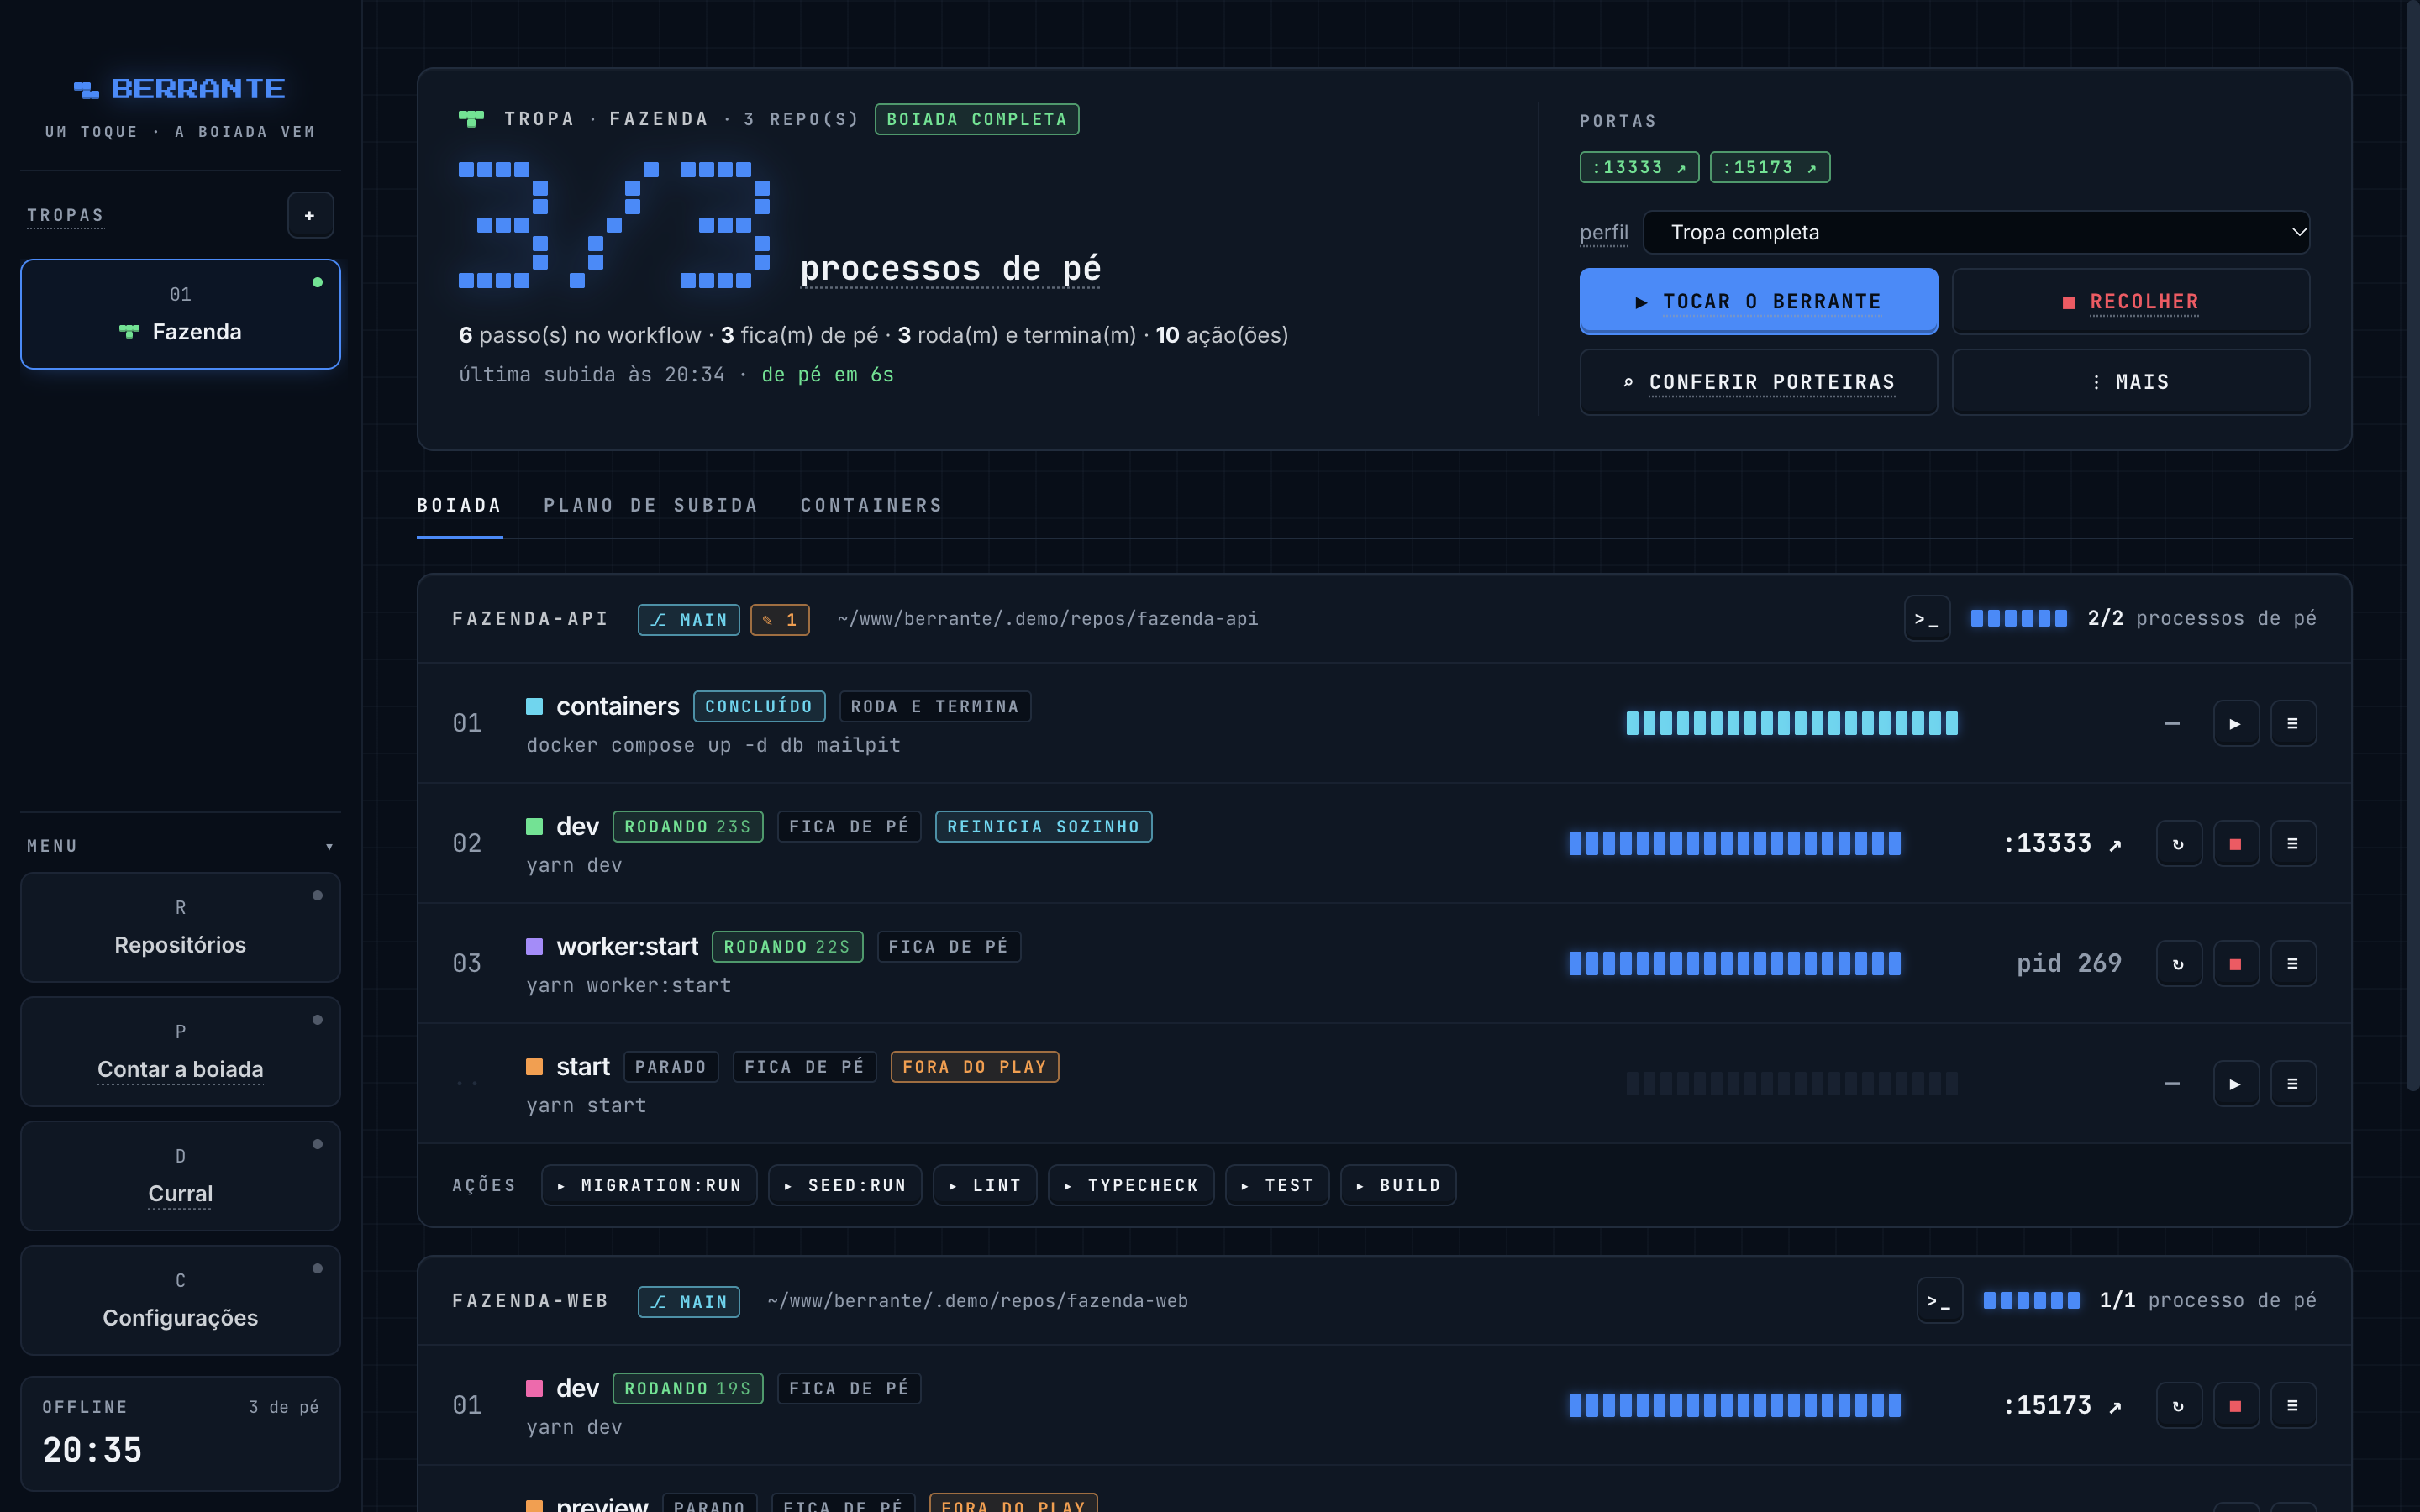 BERRANTE
UM TOQUE · A BOIADA VEM
TROPAS +
01
Fazenda
MENU ▾
R
Repositórios
P
Contar a boiada
D
Curral
C
Configurações
OFFLINE 3 de pé
20:35
TROPA · FAZENDA · 3 REPO(S) BOIADA COMPLETA
3/3 processos de pé
6 passo(s) no workflow · 3 fica(m) de pé · 3 roda(m) e termina(m) · 10 ação(ões)
última subida às 20:34 · de pé em 6s
PORTAS
:13333 ↗ :15173 ↗
perfil Tropa completa
▶ TOCAR O BERRANTE ■ RECOLHER
⌕ CONFERIR PORTEIRAS ⋮ MAIS
BOIADA PLANO DE SUBIDA CONTAINERS
FAZENDA-API ⎇ MAIN ✎ 1 ~/www/berrante/.demo/repos/fazenda-api >_ 2/2 processos de pé
01 containers CONCLUÍDO RODA E TERMINA — ▶ ≡
docker compose up -d db mailpit
02 dev RODANDO 23S FICA DE PÉ REINICIA SOZINHO :13333 ↗ ↻ ■ ≡
yarn dev
03 worker:start RODANDO 22S FICA DE PÉ pid 269 ↻ ■ ≡
yarn worker:start
·· start PARADO FICA DE PÉ FORA DO PLAY — ▶ ≡
yarn start
AÇÕES ▸ MIGRATION:RUN ▸ SEED:RUN ▸ LINT ▸ TYPECHECK ▸ TEST ▸ BUILD
FAZENDA-WEB ⎇ MAIN ~/www/berrante/.demo/repos/fazenda-web >_ 1/1 processo de pé
01 dev RODANDO 19S FICA DE PÉ :15173 ↗ ↻ ■ ≡
yarn dev
preview PARADO FICA DE PÉ FORA DO PLAY